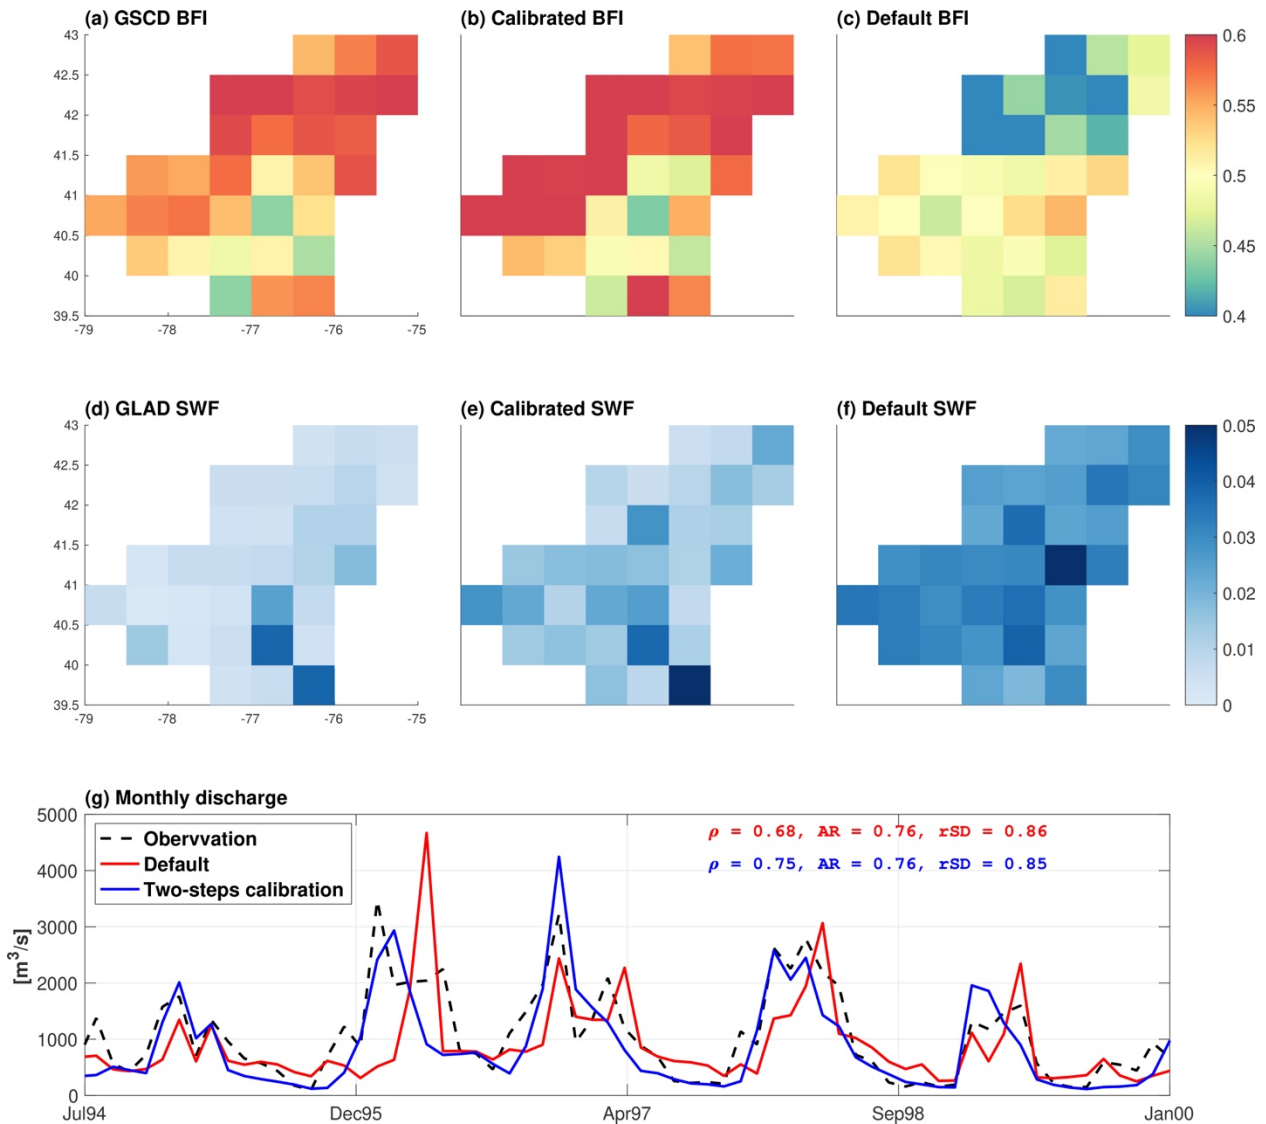 (a) GSCD BFI
(b) Calibrated BFI
(c) Default BFI
43
42.5
42
41.5
41
40.5
40
39.5
-79
-78
-77
-76
-75
0.6
0.55
0.5
0.45
0.4
(d) GLAD SWF
(e) Calibrated SWF
(f) Default SWF
43
42.5
42
41.5
41
40.5
40
39.5
-79
-78
-77
-76
-75
0.05
0.04
0.03
0.02
0.01
0
(g) Monthly discharge
[m³/s]
5000
4000
3000
2000
1000
0
Obervvation
Default
Two-steps calibration
ρ = 0.68, AR = 0.76, rSD = 0.86
ρ = 0.75, AR = 0.76, rSD = 0.85
Jul94
Dec95
Apr97
Sep98
Jan00